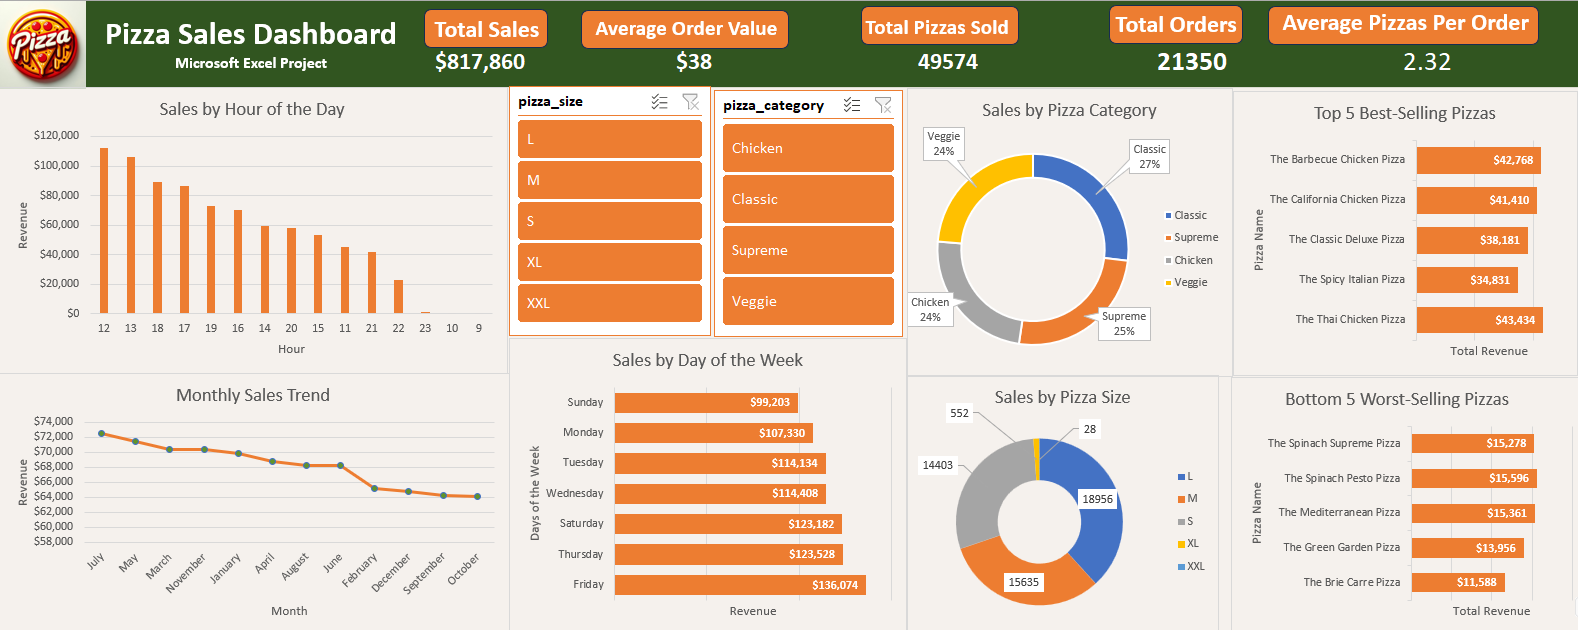 Pizza
Pizza Sales Dashboard
Microsoft Excel Project
Total Sales
$817,860
Average Order Value
$38
Total Pizzas Sold
49574
Total Orders
21350
Average Pizzas Per Order
2.32
Sales by Hour of the Day
$120,000
$100,000
$80,000
$60,000
$40,000
$20,000
$0
Revenue
12 13 18 17 19 16 14 20 15 11 21 22 23 10 9
Hour
pizza_size
L
M
S
XL
XXL
pizza_category
Chicken
Classic
Supreme
Veggie
Sales by Pizza Category
Veggie
24%
Classic
27%
Chicken
24%
Supreme
25%
Classic
Supreme
Chicken
Veggie
Top 5 Best-Selling Pizzas
Pizza Name
The Barbecue Chicken Pizza $42,768
The California Chicken Pizza $41,410
The Classic Deluxe Pizza $38,181
The Spicy Italian Pizza $34,831
The Thai Chicken Pizza $43,434
Total Revenue
Monthly Sales Trend
$74,000
$72,000
$70,000
$68,000
$66,000
$64,000
$62,000
$60,000
$58,000
Revenue
July May March November January April August June February December September October
Month
Sales by Day of the Week
Days of the Week
Sunday $99,203
Monday $107,330
Tuesday $114,134
Wednesday $114,408
Saturday $123,182
Thursday $123,528
Friday $136,074
Revenue
Sales by Pizza Size
552
28
14403
18956
15635
L
M
S
XL
XXL
Bottom 5 Worst-Selling Pizzas
Pizza Name
The Spinach Supreme Pizza $15,278
The Spinach Pesto Pizza $15,596
The Mediterranean Pizza $15,361
The Green Garden Pizza $13,956
The Brie Carre Pizza $11,588
Total Revenue